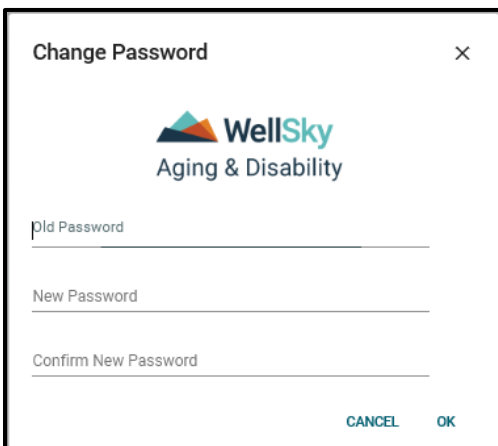 Change Password
WellSky
Aging & Disability
Old Password
New Password
Confirm New Password
CANCEL OK